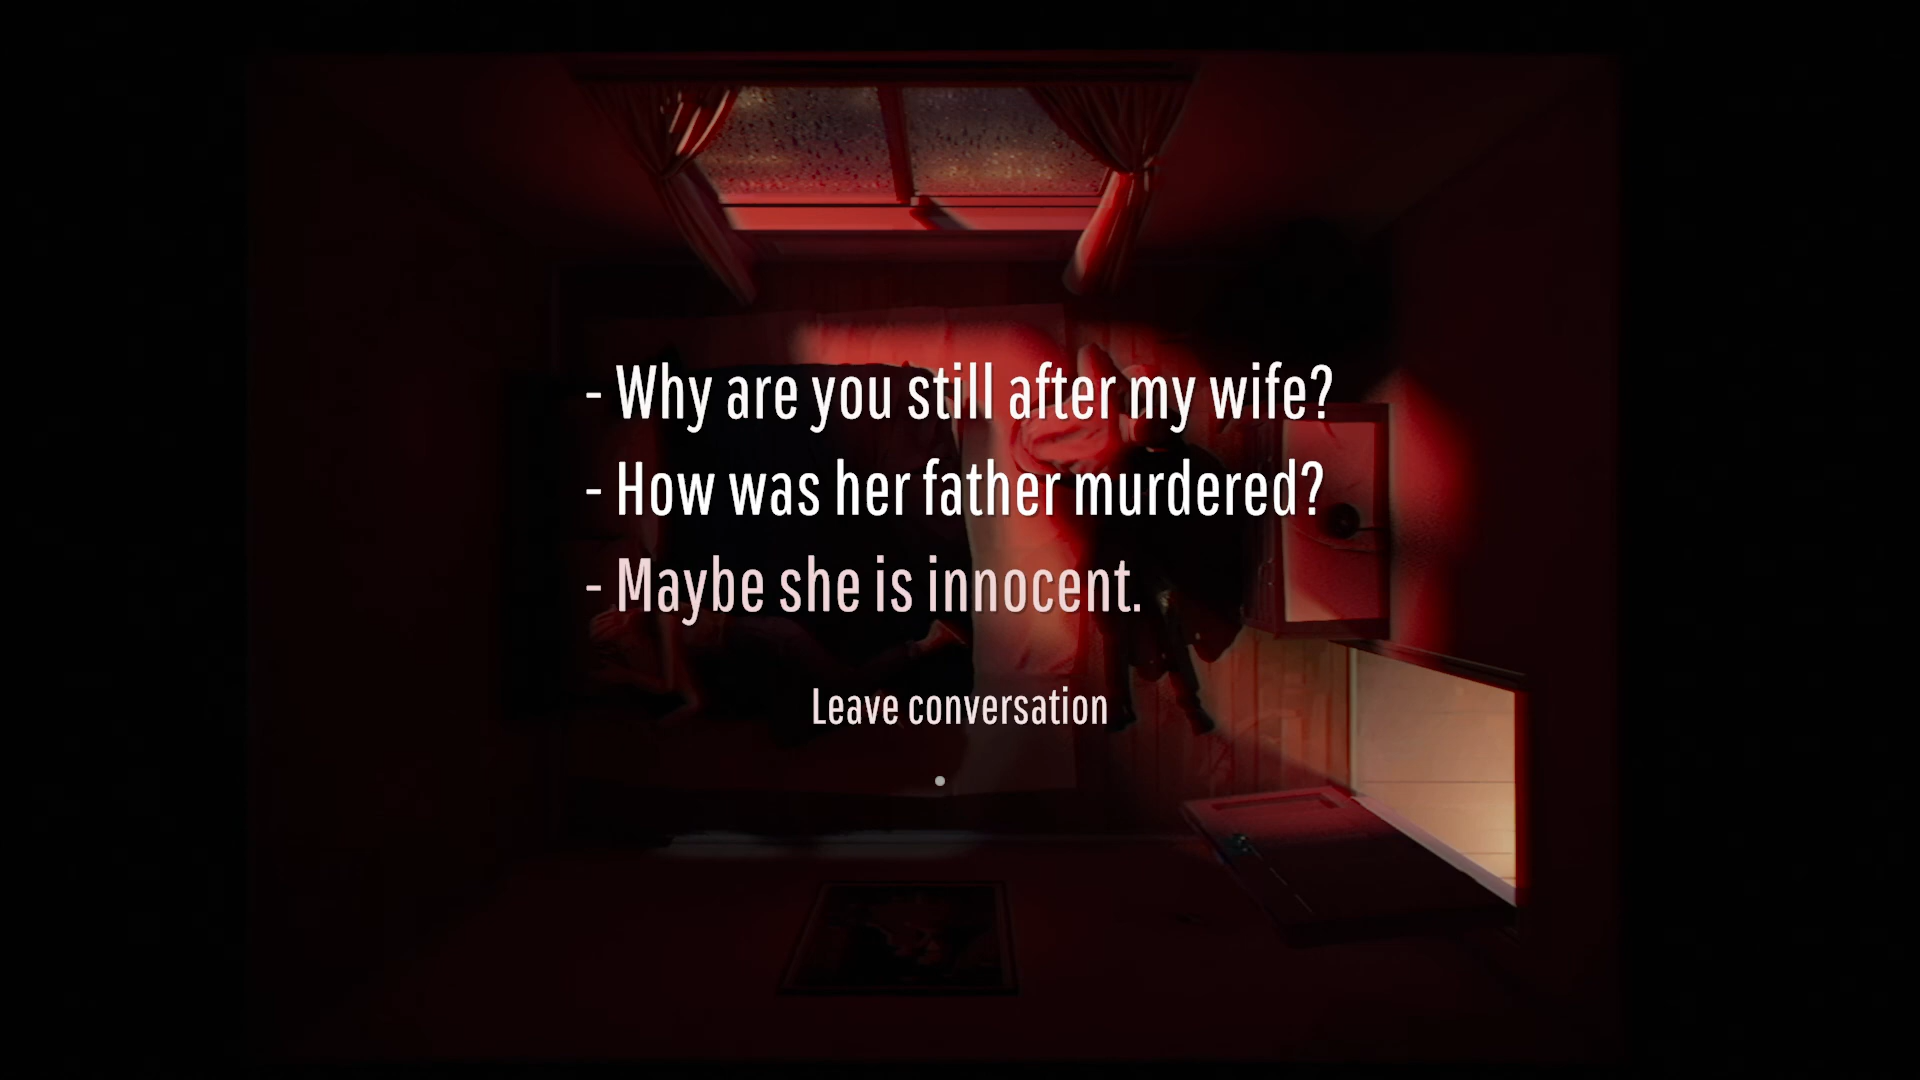 - Why are you still after my wife?
- How was her father murdered?
- Maybe she is innocent.
Leave conversation